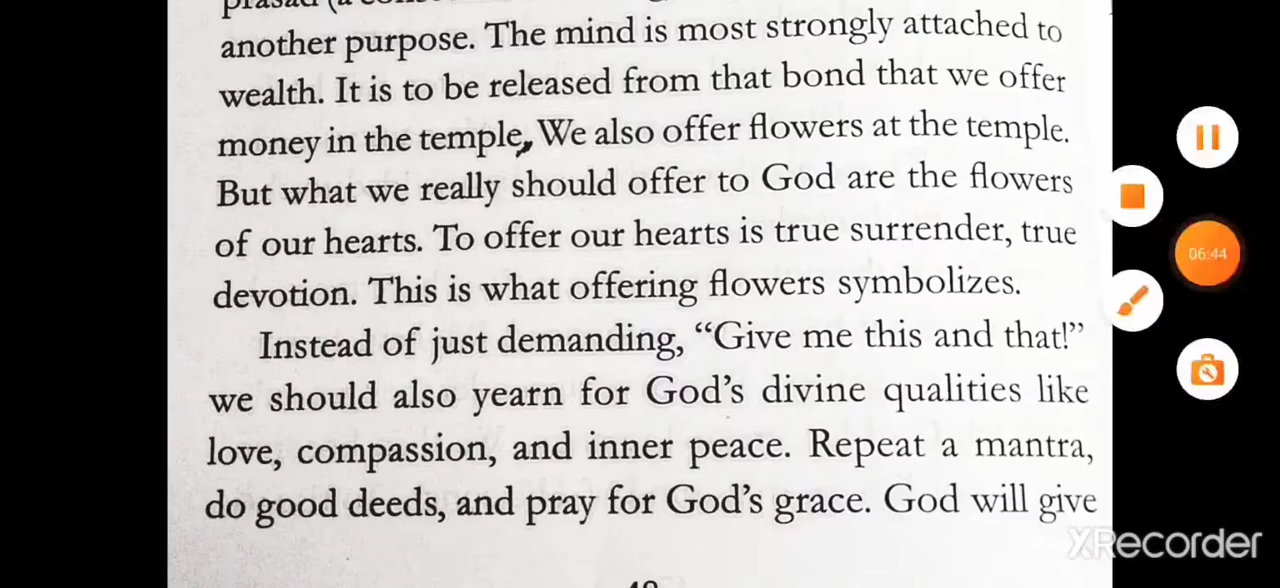 another purpose. The mind is most strongly attached to
wealth. It is to be released from that bond that we offer
money in the temple, We also offer flowers at the temple.
But what we really should offer to God are the flowers
of our hearts. To offer our hearts is true surrender, true
devotion. This is what offering flowers symbolizes.
Instead of just demanding, “Give me this and that!”
we should also yearn for God’s divine qualities like
love, compassion, and inner peace. Repeat a mantra,
do good deeds, and pray for God’s grace. God will give
06:44
XRecorder